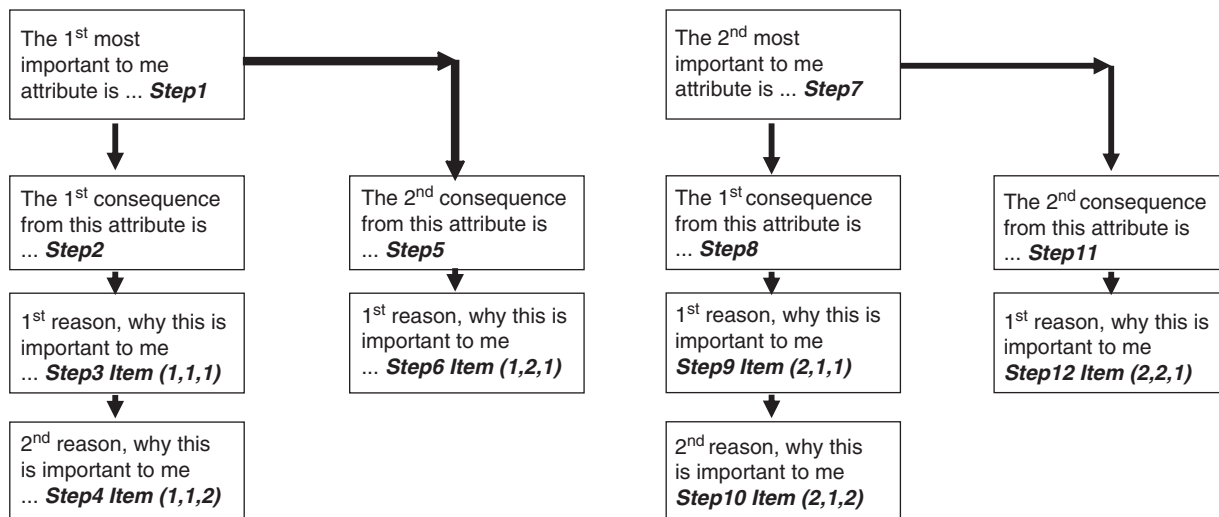 The 1st most
important to me
attribute is ... Step1
The 1st consequence
from this attribute is
... Step2
1st reason, why this is
important to me
... Step3 Item (1,1,1)
2nd reason, why this
is important to me
... Step4 Item (1,1,2)
The 2nd consequence
from this attribute is
... Step5
1st reason, why this is
important to me
... Step6 Item (1,2,1)
The 2nd most
important to me
attribute is ... Step7
The 1st consequence
from this attribute is
... Step8
1st reason, why this is
important to me
Step9 Item (2,1,1)
2nd reason, why this
is important to me
Step10 Item (2,1,2)
The 2nd consequence
from this attribute is
... Step11
1st reason, why this is
important to me
Step12 Item (2,2,1)